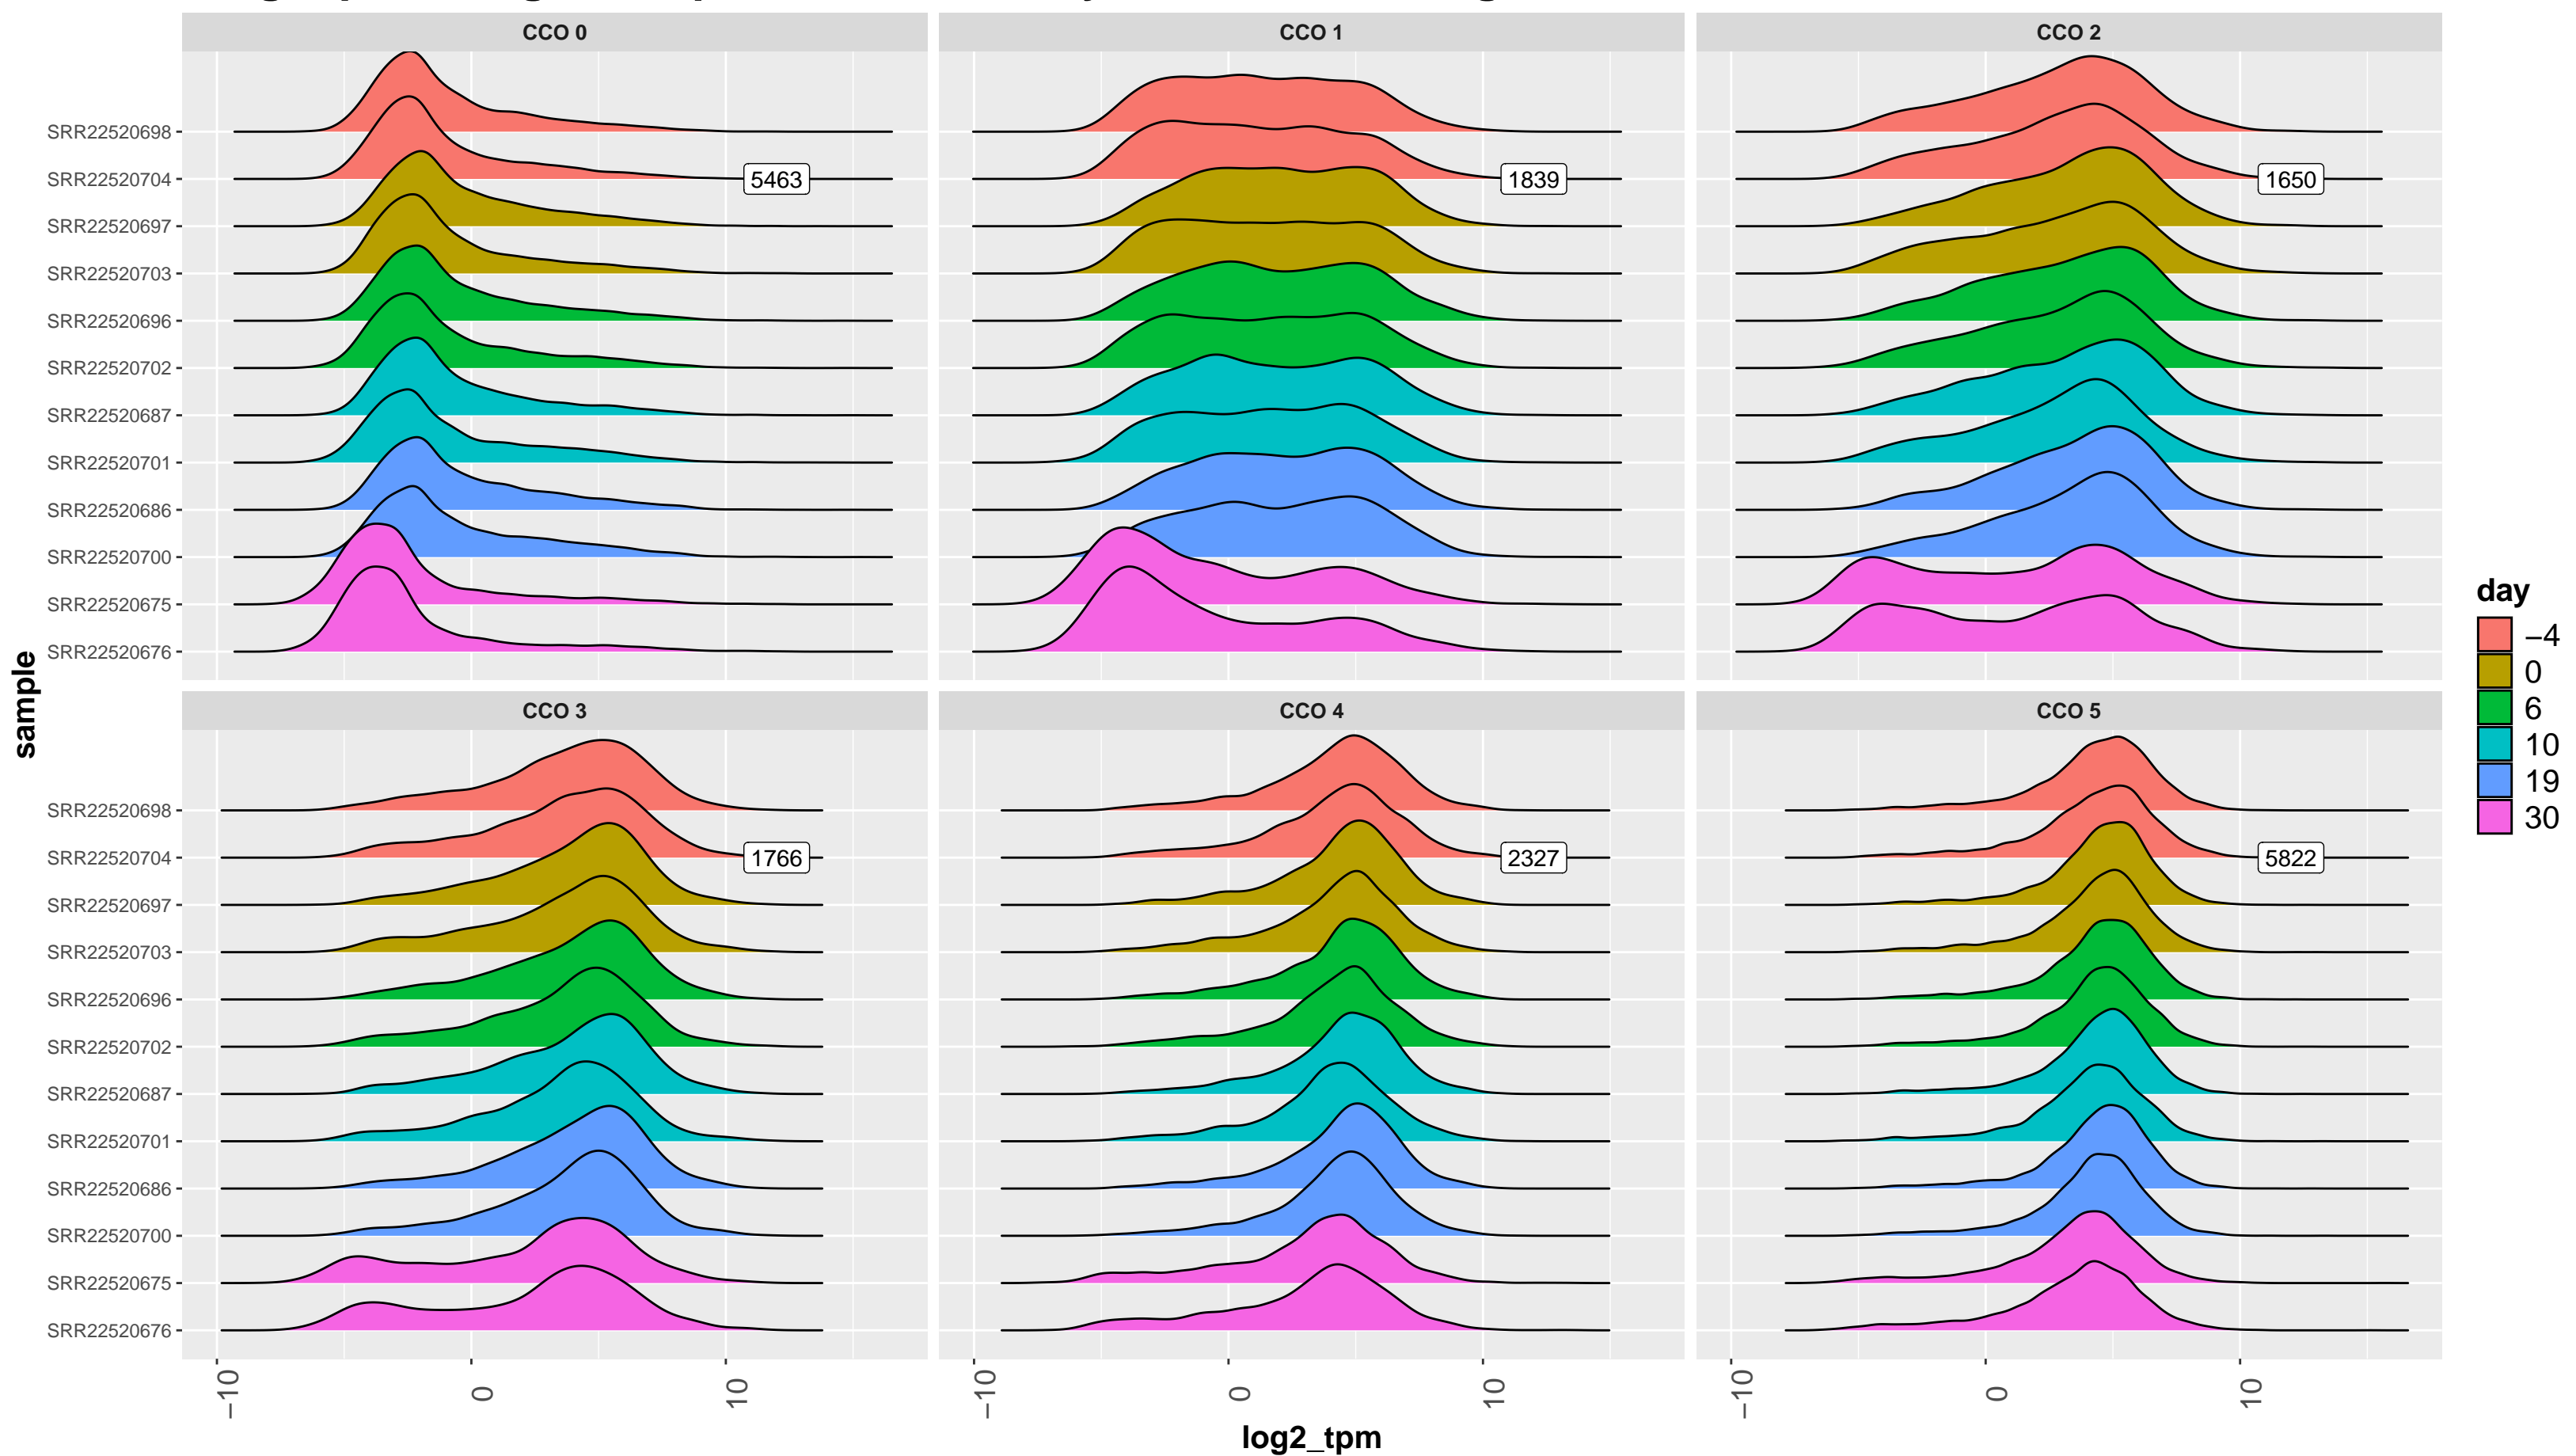 CCO 0
CCO 1
CCO 2
SRR22520698
SRR22520704
SRR22520697
SRR22520703
SRR22520696
SRR22520702
SRR22520687
SRR22520701
SRR22520686
SRR22520700
SRR22520675
SRR22520676
5463
1839
1650
CCO 3
CCO 4
CCO 5
SRR22520698
SRR22520704
SRR22520697
SRR22520703
SRR22520696
SRR22520702
SRR22520687
SRR22520701
SRR22520686
SRR22520700
SRR22520675
SRR22520676
1766
2327
5822
−10
0
10
−10
0
10
−10
0
10
log2_tpm
sample
day
−4
0
6
10
19
30